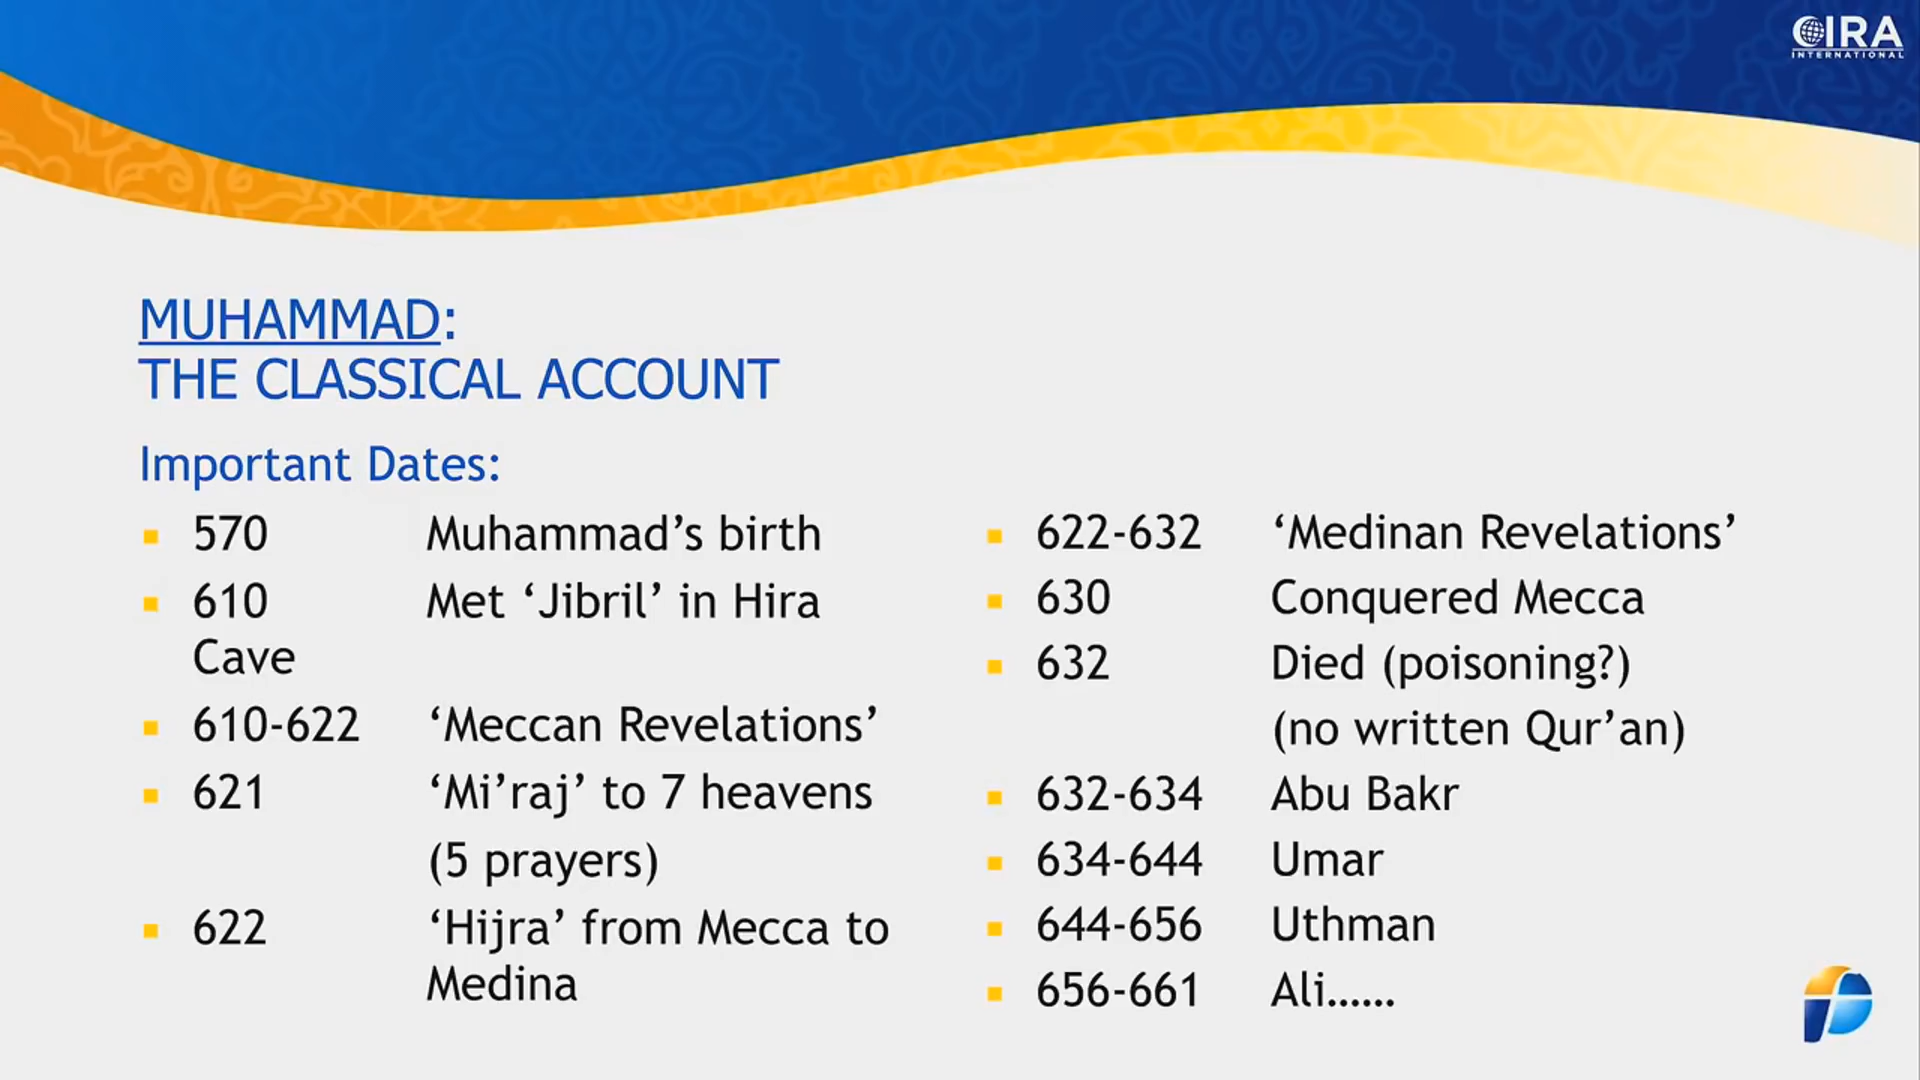 CIRA
INTERNATIONAL
MUHAMMAD:
THE CLASSICAL ACCOUNT
Important Dates:
▪ 570 Muhammad’s birth
▪ 610 Met ‘Jibril’ in Hira
Cave
▪ 610-622 ‘Meccan Revelations’
▪ 621 ‘Mi’raj’ to 7 heavens
(5 prayers)
▪ 622 ‘Hijra’ from Mecca to
Medina
▪ 622-632 ‘Medinan Revelations’
▪ 630 Conquered Mecca
▪ 632 Died (poisoning?)
(no written Qur’an)
▪ 632-634 Abu Bakr
▪ 634-644 Umar
▪ 644-656 Uthman
▪ 656-661 Ali......